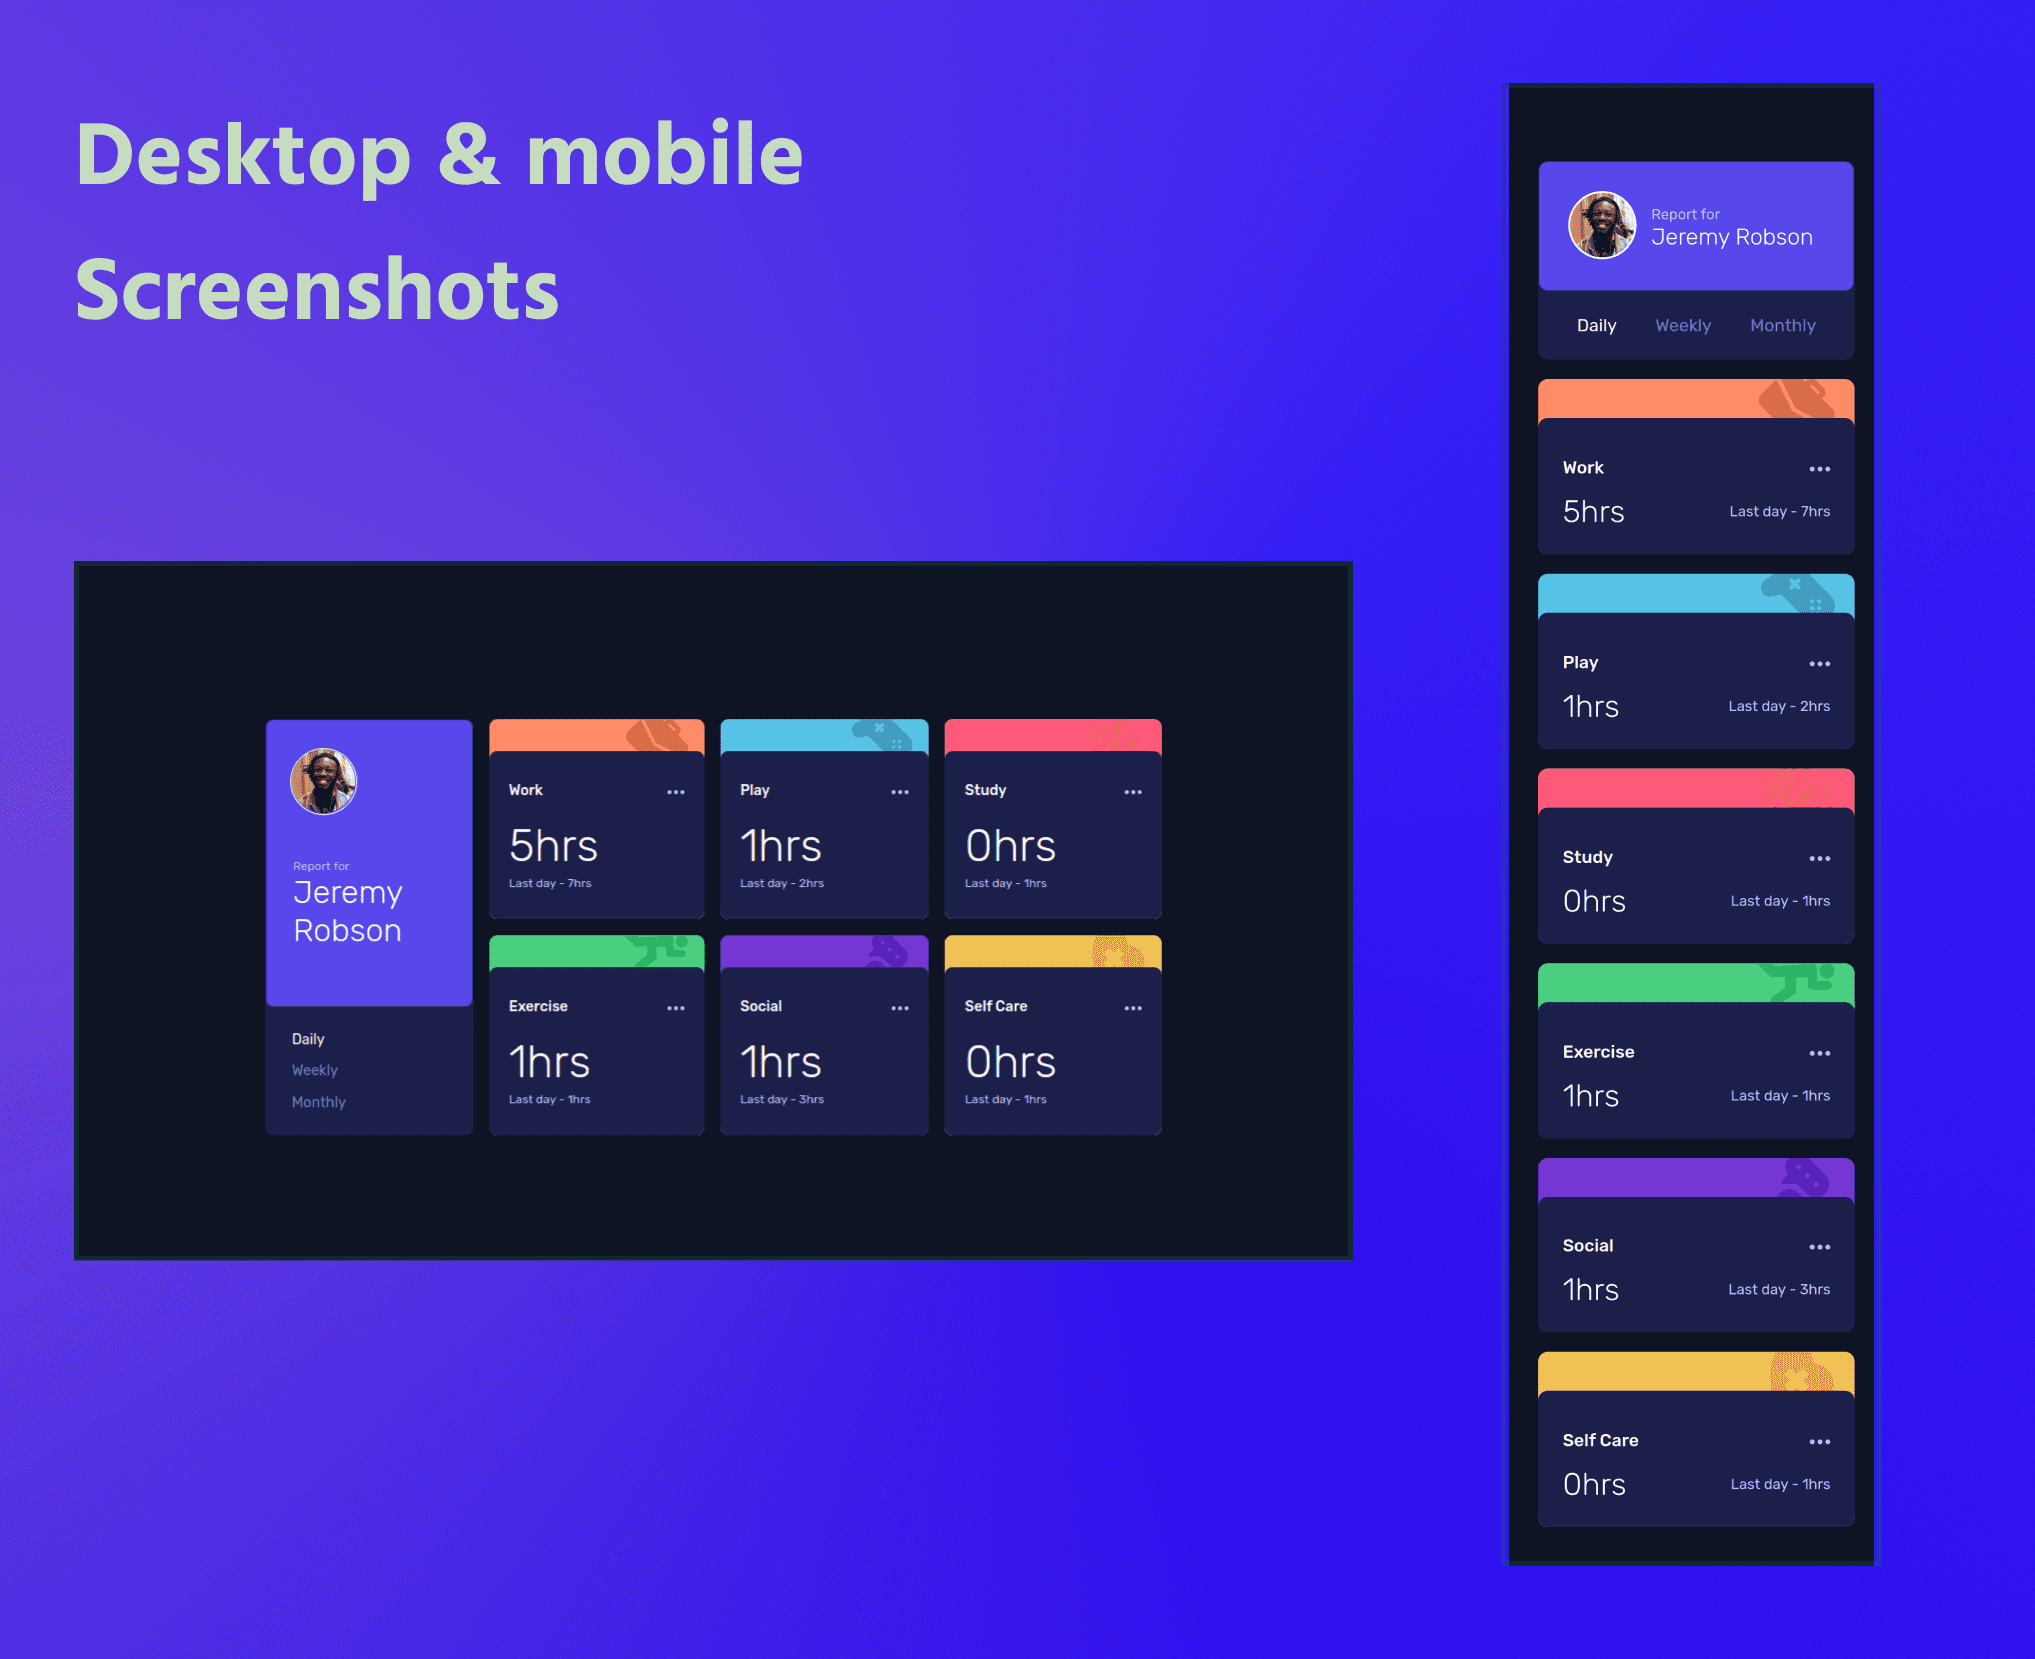 Desktop & mobile
Screenshots
Report for
Jeremy
Robson
Daily
Weekly
Monthly
Work
5hrs
Last day - 7hrs
Play
1hrs
Last day - 2hrs
Study
0hrs
Last day - 1hrs
Exercise
1hrs
Last day - 1hrs
Social
1hrs
Last day - 3hrs
Self Care
0hrs
Last day - 1hrs
Report for
Jeremy Robson
Daily Weekly Monthly
Work
5hrs Last day - 7hrs
Play
1hrs Last day - 2hrs
Study
0hrs Last day - 1hrs
Exercise
1hrs Last day - 1hrs
Social
1hrs Last day - 3hrs
Self Care
0hrs Last day - 1hrs